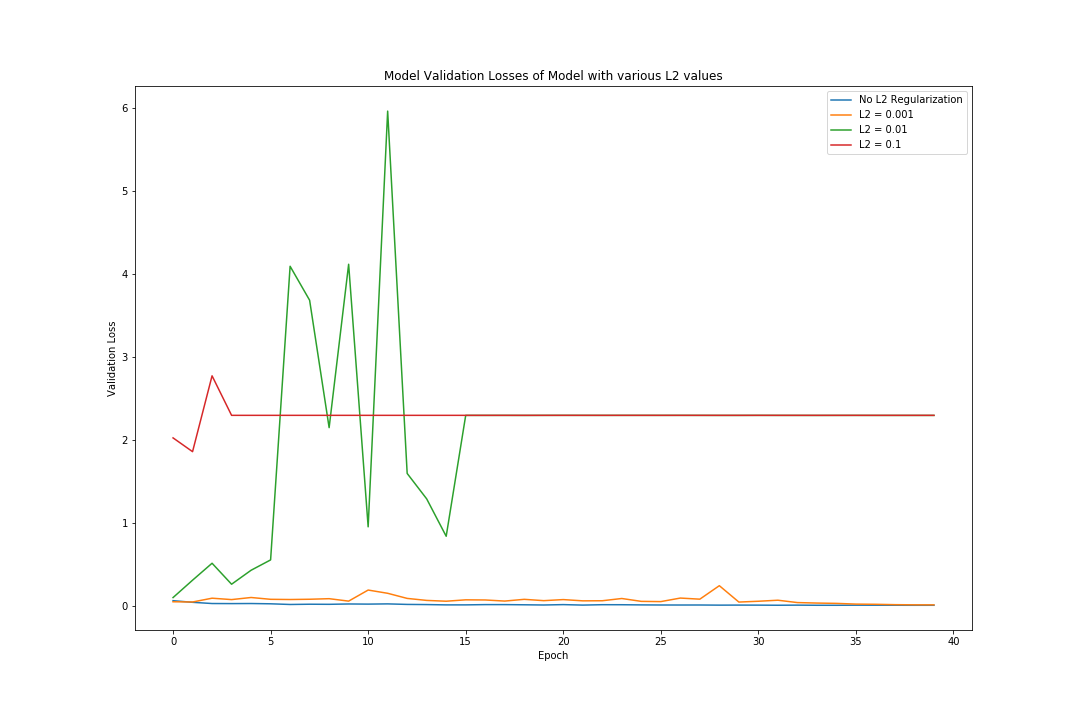 Model Validation Losses of Model with various L2 values
No L2 Regularization
L2 = 0.001
L2 = 0.01
L2 = 0.1
6
5
4
3
2
1
0
Validation Loss
0 5 10 15 20 25 30 35 40
Epoch